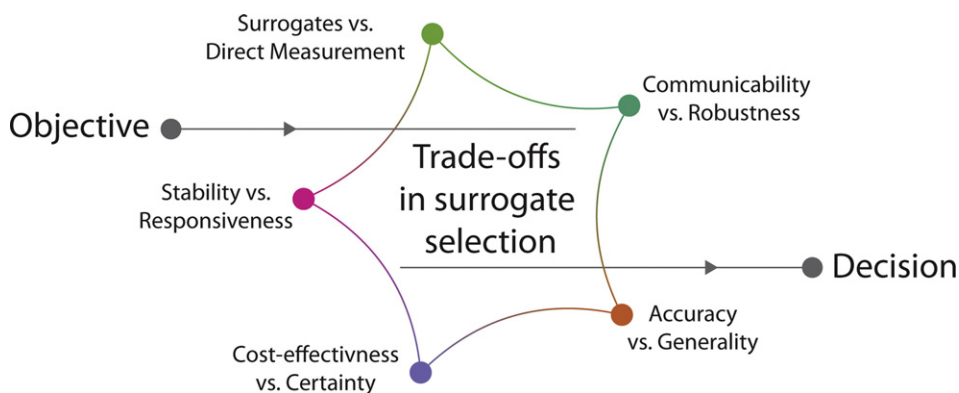 Surrogates vs.
Direct Measurement
Communicability
vs. Robustness
Objective
Trade-offs
in surrogate
selection
Stability vs.
Responsiveness
Decision
Accuracy
vs. Generality
Cost-effectivness
vs. Certainty